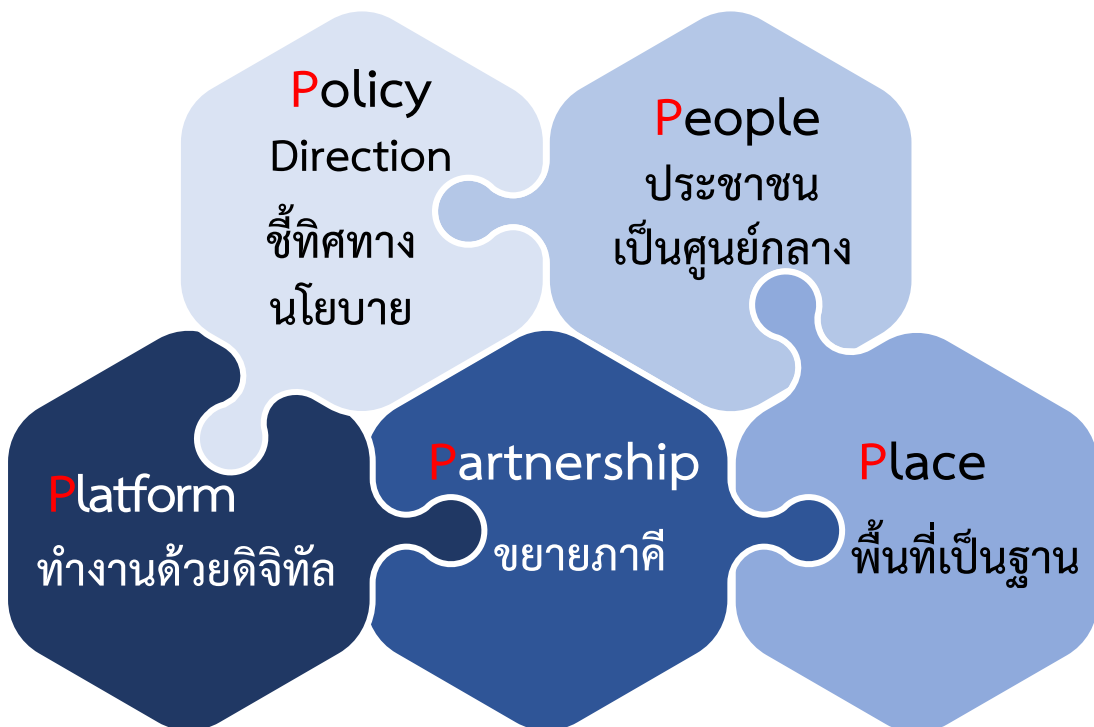 Policy
Direction
ชี้ทิศทาง
นโยบาย
People
ประชาชน
เป็นศูนย์กลาง
Platform
ทำงานด้วยดิจิทัล
Partnership
ขยายภาคี
Place
พื้นที่เป็นฐาน